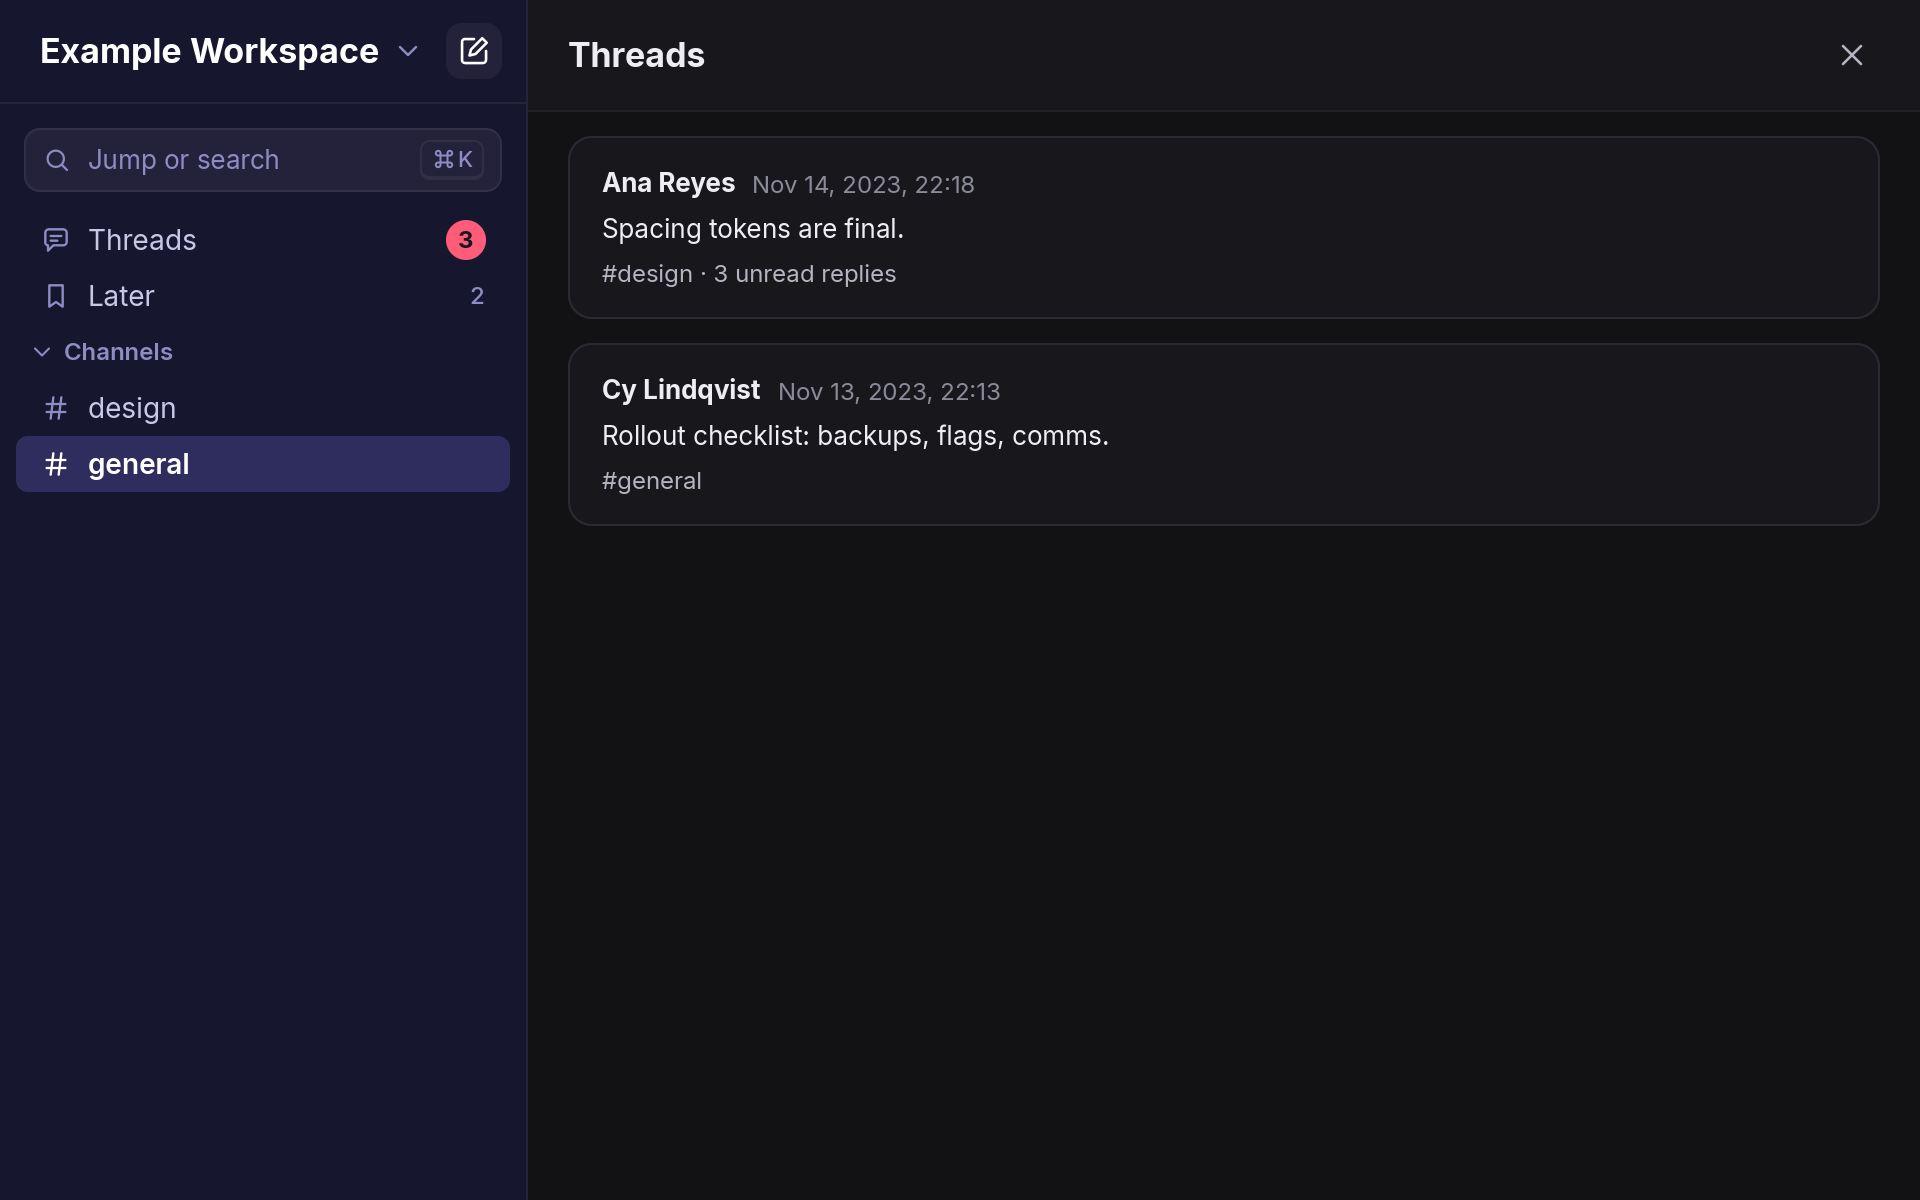 Example Workspace
Jump or search ⌘K
Threads 3
Later 2
Channels
design
general
Threads
Ana Reyes Nov 14, 2023, 22:18
Spacing tokens are final.
#design · 3 unread replies
Cy Lindqvist Nov 13, 2023, 22:13
Rollout checklist: backups, flags, comms.
#general